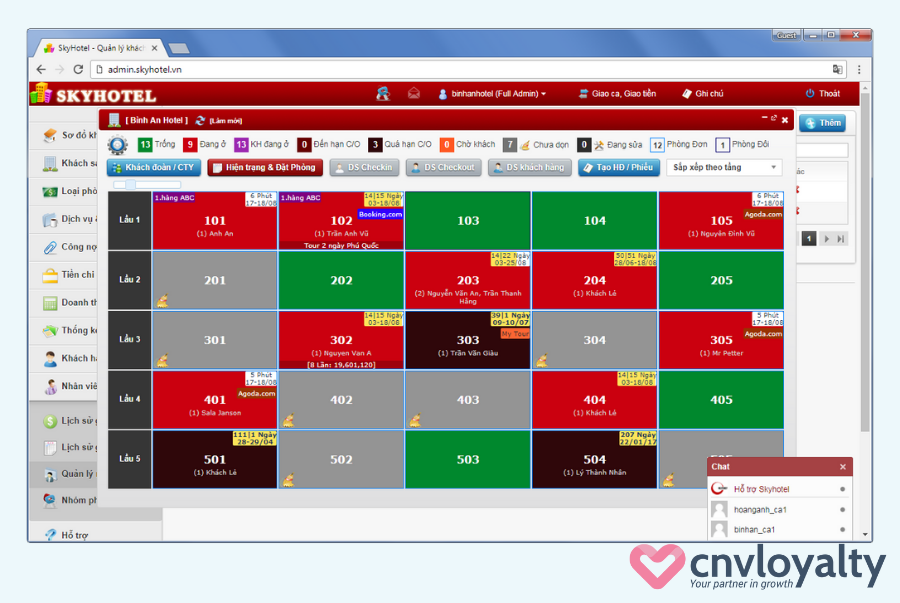 Guest
SkyHotel - Quản lý khách
admin.skyhotel.vn
SKYHOTEL
binhanhotel (Full Admin)
Giao ca, Giao tiền
Ghi chú
Thoát
[ Bình An Hotel ]
[Làm mới]
Thêm
13 Trống
9 Đang ở
13 KH đang ở
0 Đến hạn C/O
3 Quá hạn C/O
0 Chờ khách
7 Chưa dọn
0 Đang sửa
12 Phòng Đơn
1 Phòng Đôi
Khách đoàn / CTY
Hiện trạng & Đặt Phòng
DS Checkin
DS Checkout
DS khách hàng
Tạo HĐ / Phiếu
Sắp xếp theo tầng
Sơ đồ kh
Khách sạ
Loại phò
Dịch vụ
Công nợ
Tiền chi
Doanh th
Thống kê
Khách hà
Nhân viê
Lịch sử
Lịch sử
Quản lý
Nhóm ph
Hỗ trợ
1
Lầu 1
1.hàng ABC
6 Phút
17-18/08
101
(1) Anh An
1.hàng ABC
14|15 Ngày
03-18/08
Booking.com
102
(1) Trần Anh Vũ
Tour 2 ngày Phú Quốc
103
104
6 Phút
17-18/08
Agoda.com
105
(1) Nguyễn Đình Vũ
Lầu 2
201
202
14|22 Ngày
03-25/08
203
(2) Nguyễn Văn An, Trần Thanh
Hằng
50|51 Ngày
28/06-18/08
204
(1) Khách Lẻ
205
Lầu 3
301
14|15 Ngày
03-18/08
302
(1) Nguyen Van A
[8 Lần: 19,601,120]
39|1 Ngày
09-10/07
My Tour
303
(1) Trần Văn Giàu
304
5 Phút
17-18/08
Agoda.com
305
(1) Mr Petter
Lầu 4
5 Phút
17-18/08
Agoda.com
401
(1) Sala Janson
402
403
14|15 Ngày
03-18/08
404
(1) Khách Lẻ
405
Lầu 5
111|1 Ngày
28-29/04
501
(1) Khách Lẻ
502
503
207 Ngày
22/01/17
504
(1) Lý Thành Nhân
Chat
Hỗ trợ Skyhotel
hoanganh_ca1
binhan_ca1
cnvloyalty
Your partner in growth